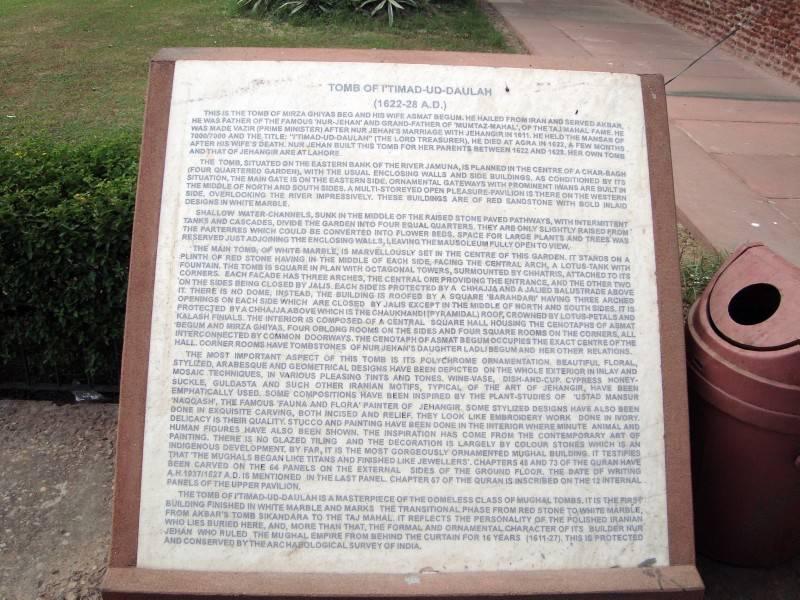 TOMB OF I'TIMAD-UD-DAULAH
(1622-28 A.D.)
THIS IS THE TOMB OF MIRZA GHIYAS BEG AND HIS WIFE ASMAT BEGUM. HE HAILED FROM IRAN AND SERVED AKBAR.
HE WAS FATHER OF THE FAMOUS 'NUR-JEHAN' AND GRAND-FATHER OF 'MUMTAZ-MAHAL', OF THE TAJ MAHAL FAME. HE
WAS MADE VAZIR (PRIME MINISTER) AFTER NUR JEHAN'S MARRIAGE WITH JEHANGIR IN 1611. HE HELD THE MANSAB OF
7000/7000 AND THE TITLE: "I'TIMAD-UD-DAULAH" (THE LORD TREASURER). HE DIED AT AGRA IN 1622, A FEW MONTHS
AFTER HIS WIFE'S DEATH. NUR JEHAN BUILT THIS TOMB FOR HER PARENTS BETWEEN 1622 AND 1628. HER OWN TOMB
AND THAT OF JEHANGIR ARE AT LAHORE.
THE TOMB, SITUATED ON THE EASTERN BANK OF THE RIVER JAMUNA, IS PLANNED IN THE CENTRE OF A CHAR-BAGH
(FOUR QUARTERED GARDEN), WITH THE USUAL ENCLOSING WALLS AND SIDE BUILDINGS. AS CONDITIONED BY ITS
SITUATION, THE MAIN GATE IS ON THE EASTERN SIDE. ORNAMENTAL GATEWAYS WITH PROMINENT IWANS ARE BUILT IN
THE MIDDLE OF NORTH AND SOUTH SIDES. A MULTI-STOREYED OPEN PLEASURE-PAVILION IS THERE ON THE WESTERN
SIDE, OVERLOOKING THE RIVER IMPRESSIVELY. THESE BUILDINGS ARE OF RED SANDSTONE WITH BOLD INLAID
DESIGNS IN WHITE MARBLE.
SHALLOW WATER-CHANNELS, SUNK IN THE MIDDLE OF THE RAISED STONE PAVED PATHWAYS, WITH INTERMITTENT
TANKS AND CASCADES, DIVIDE THE GARDEN INTO FOUR EQUAL QUARTERS. THEY ARE ONLY SLIGHTLY RAISED FROM
THE PARTERRES WHICH COULD BE CONVERTED INTO FLOWER BEDS. SPACE FOR LARGE PLANTS AND TREES WAS
RESERVED JUST ADJOINING THE ENCLOSING WALLS, LEAVING THE MAUSOLEUM FULLY OPEN TO VIEW.
THE MAIN TOMB, OF WHITE MARBLE, IS MARVELLOUSLY SET IN THE CENTRE OF THIS GARDEN. IT STANDS ON A
PLINTH OF RED STONE HAVING IN THE MIDDLE OF EACH SIDE, FACING THE CENTRAL ARCH, A LOTUS-TANK WITH
FOUNTAIN. THE TOMB IS SQUARE IN PLAN WITH OCTAGONAL TOWERS, SURMOUNTED BY CHHATRIS, ATTACHED TO ITS
CORNERS. EACH FACADE HAS THREE ARCHES, THE CENTRAL ONE PROVIDING THE ENTRANCE, AND THE OTHER TWO
ON THE SIDES BEING CLOSED BY JALIS. EACH SIDE IS PROTECTED BY A CHHAJJA AND A JALIED BALUSTRADE ABOVE
IT. THERE IS NO DOME, INSTEAD, THE BUILDING IS ROOFED BY A SQUARE 'BARAHDARI' HAVING THREE ARCHED
OPENINGS ON EACH SIDE WHICH ARE CLOSED BY JALIS EXCEPT IN THE MIDDLE OF NORTH AND SOUTH SIDES. IT IS
PROTECTED BY A CHHAJJA ABOVE WHICH IS THE CHAUKHANDI (PYRAMIDAL) ROOF, CROWNED BY LOTUS-PETALS AND
KALASH FINIALS. THE INTERIOR IS COMPOSED OF A CENTRAL SQUARE HALL HOUSING THE CENOTAPHS OF ASMAT
BEGUM AND MIRZA GHIYAS, FOUR OBLONG ROOMS ON THE SIDES AND FOUR SQUARE ROOMS ON THE CORNERS, ALL
INTERCONNECTED BY COMMON DOORWAYS. THE CENOTAPH OF ASMAT BEGUM OCCUPIES THE EXACT CENTRE OF THE
HALL. CORNER ROOMS HAVE TOMBSTONES OF NUR JEHAN'S DAUGHTER LADLI BEGUM AND HER OTHER RELATIONS.
THE MOST IMPORTANT ASPECT OF THIS TOMB IS ITS POLYCHROME ORNAMENTATION. BEAUTIFUL FLORAL,
STYLIZED, ARABESQUE AND GEOMETRICAL DESIGNS HAVE BEEN DEPICTED ON THE WHOLE EXTERIOR IN INLAY AND
MOSAIC TECHNIQUES, IN VARIOUS PLEASING TINTS AND TONES. WINE-VASE, DISH-AND-CUP, CYPRESS HONEY-
SUCKLE, GULDASTA AND SUCH OTHER IRANIAN MOTIFS, TYPICAL OF THE ART OF JEHANGIR, HAVE BEEN
EMPHATICALLY USED. SOME COMPOSITIONS HAVE BEEN INSPIRED BY THE PLANT-STUDIES OF 'USTAD MANSUR
'NAQQASH', THE FAMOUS 'FAUNA AND FLORA' PAINTER OF JEHANGIR. SOME STYLIZED DESIGNS HAVE ALSO BEEN
DONE IN EXQUISITE CARVING, BOTH INCISED AND RELIEF. THEY LOOK LIKE EMBROIDERY WORK DONE IN IVORY.
DELICACY IS THEIR QUALITY. STUCCO AND PAINTING HAVE BEEN DONE IN THE INTERIOR WHERE MINUTE ANIMAL AND
HUMAN FIGURES HAVE ALSO BEEN SHOWN. THE INSPIRATION HAS COME FROM THE CONTEMPORARY ART OF
PAINTING. THERE IS NO GLAZED TILING AND THE DECORATION IS LARGELY BY COLOUR STONES WHICH IS AN
INDIGENOUS DEVELOPMENT. BY FAR, IT IS THE MOST GORGEOUSLY ORNAMENTED MUGHAL BUILDING. IT TESTIFIES
THAT 'THE MUGHALS BEGAN LIKE TITANS AND FINISHED LIKE JEWELLERS'. CHAPTERS 48 AND 73 OF THE QURAN HAVE
BEEN CARVED ON THE 64 PANELS ON THE EXTERNAL SIDES OF THE GROUND FLOOR. THE DATE OF WRITING
A.H.1037/1627 A.D. IS MENTIONED IN THE LAST PANEL. CHAPTER 67 OF THE QURAN IS INSCRIBED ON THE 12 INTERNAL
PANELS OF THE UPPER PAVILION.
THE TOMB OF I'TIMAD-UD-DAULAH IS A MASTERPIECE OF THE DOMELESS CLASS OF MUGHAL TOMBS. IT IS THE FIRST
BUILDING FINISHED IN WHITE MARBLE AND MARKS THE TRANSITIONAL PHASE FROM RED STONE TO WHITE MARBLE,
FROM AKBAR'S TOMB SIKANDARA TO THE TAJ MAHAL. IT REFLECTS THE PERSONALITY OF THE POLISHED IRANIAN
WHO LIES BURIED HERE, AND, MORE THAN THAT, THE FORMAL AND ORNAMENTAL CHARACTER OF ITS BUILDER NUR
JEHAN WHO RULED THE MUGHAL EMPIRE FROM BEHIND THE CURTAIN FOR 16 YEARS (1611-27). THIS IS PROTECTED
AND CONSERVED BY THE ARCHAEOLOGICAL SURVEY OF INDIA.